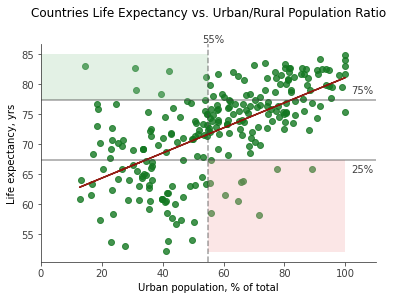 Countries Life Expectancy vs. Urban/Rural Population Ratio
55%
85
80
78%
75
70
25%
65
60
55
Life expectancy, yrs
0 20 40 60 80 100
Urban population, % of total